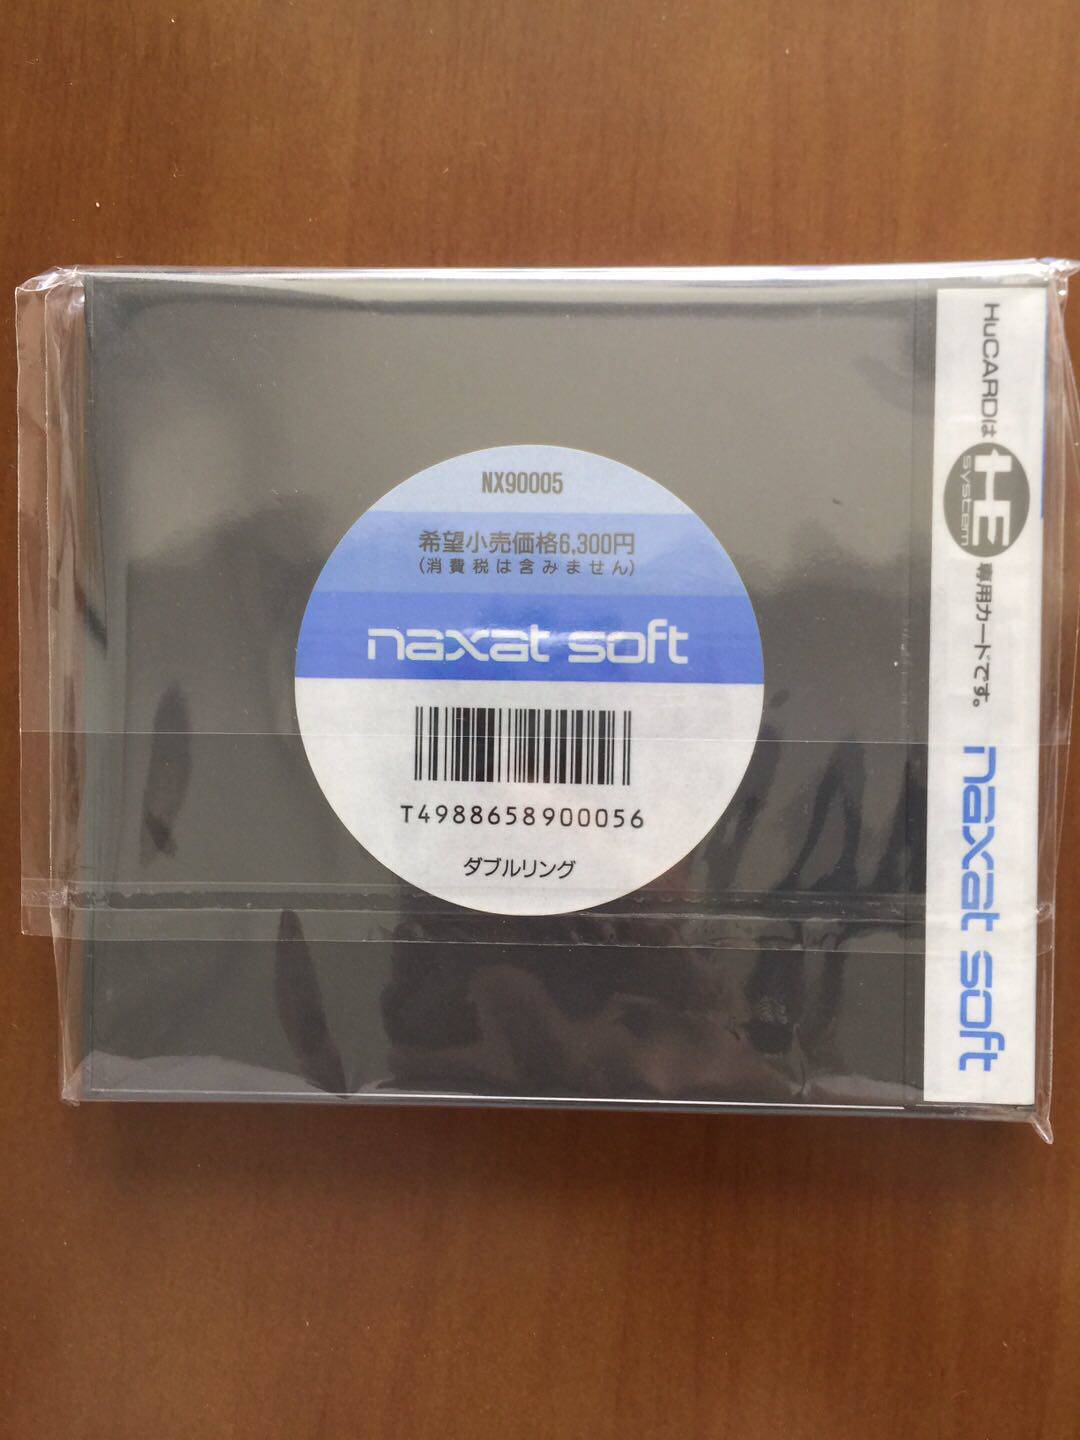 NX90005
希望小売価格6,300円
(消費税は含みません)
naxat soft
T4988658900056
ダブルリング
HuCARDは HE system 専用カードです。 naxat soft